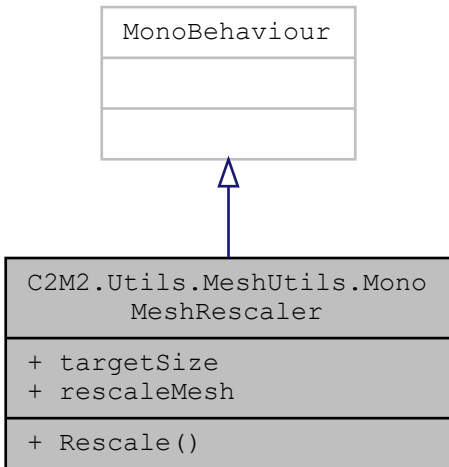 MonoBehaviour
C2M2.Utils.MeshUtils.Mono
MeshRescaler
+ targetSize
+ rescaleMesh
+ Rescale()